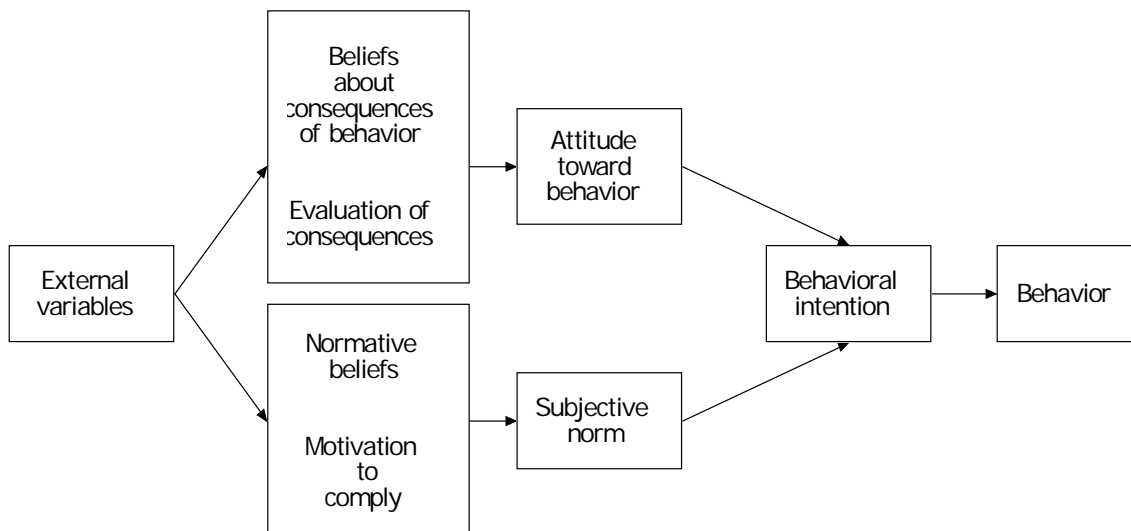 External
variables
Beliefs
about
consequences
of behavior
Evaluation of
consequences
Normative
beliefs
Motivation
to
comply
Attitude
toward
behavior
Subjective
norm
Behavioral
intention
Behavior